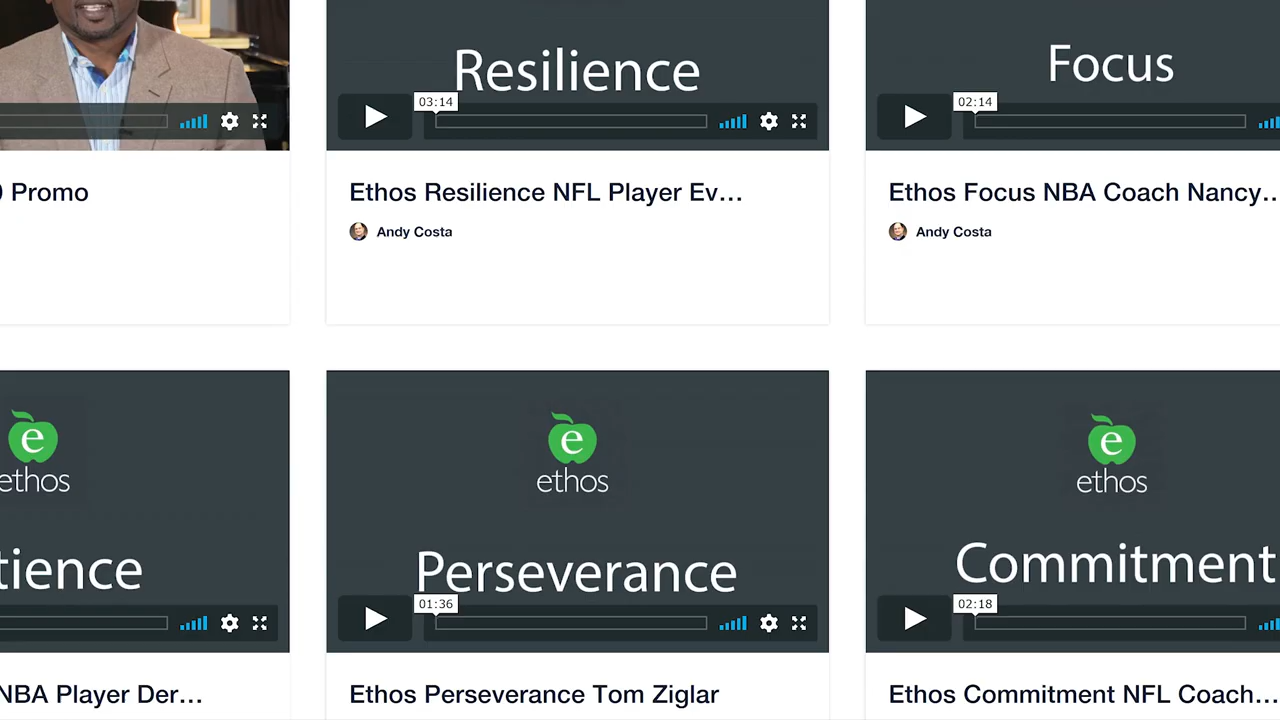 Resilience
Focus
03:14
02:14
Promo
Ethos Resilience NFL Player Ev...
Ethos Focus NBA Coach Nancy...
Andy Costa
Andy Costa
e
ethos
e
ethos
e
ethos
tience
Perseverance
Commitment
01:36
02:18
NBA Player Der...
Ethos Perseverance Tom Ziglar
Ethos Commitment NFL Coach...